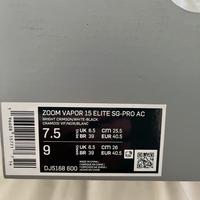 ZOOM VAPOR 15 ELITE SG-PRO AC
BRIGHT CRIMSON/WHITE-BLACK
CRAMOISI VIF/NOIR/BLANC
7.5 UK 6.5 CM 25.5
BR 39 EUR 40.5
9 UK 6.5 CM 26
BR 39 EUR 40.5
DJ5168 600